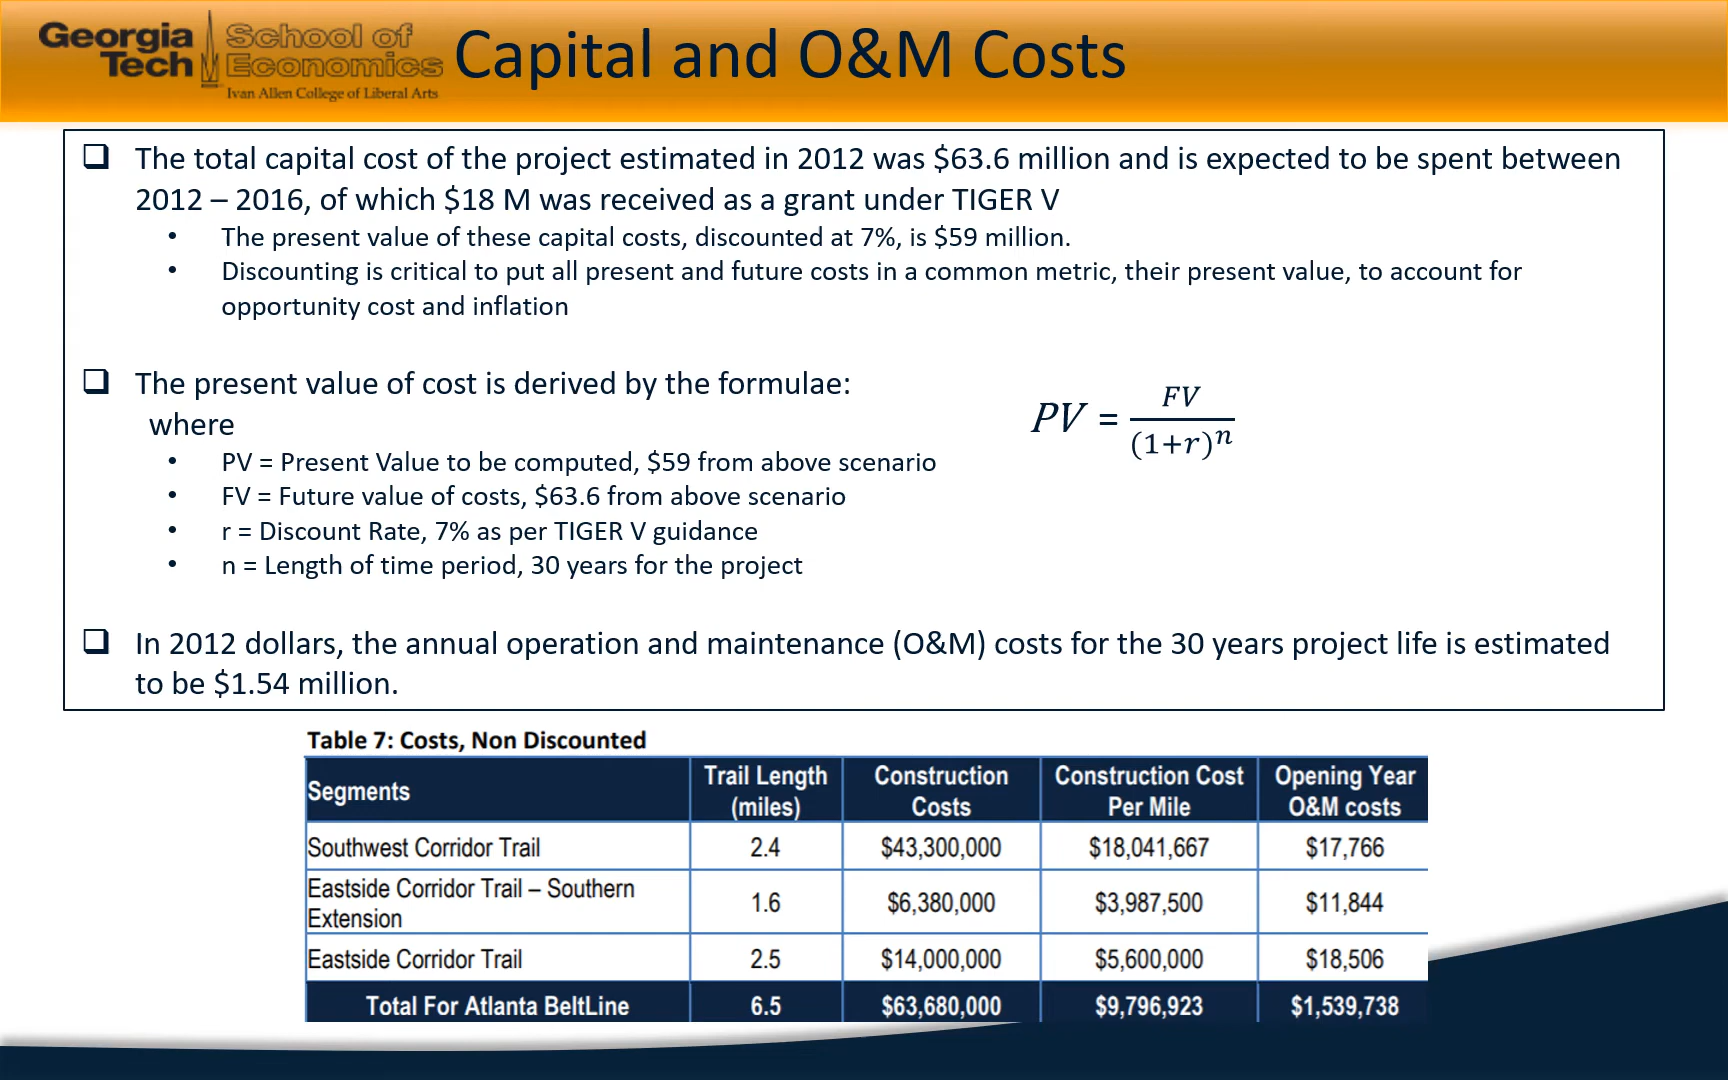 Georgia Tech School of Economics
Ivan Allen College of Liberal Arts
Capital and O&M Costs
❑ The total capital cost of the project estimated in 2012 was $63.6 million and is expected to be spent between
2012 – 2016, of which $18 M was received as a grant under TIGER V
• The present value of these capital costs, discounted at 7%, is $59 million.
• Discounting is critical to put all present and future costs in a common metric, their present value, to account for
opportunity cost and inflation
❑ The present value of cost is derived by the formulae:
PV = FV/(1+r)^n
where
• PV = Present Value to be computed, $59 from above scenario
• FV = Future value of costs, $63.6 from above scenario
• r = Discount Rate, 7% as per TIGER V guidance
• n = Length of time period, 30 years for the project
❑ In 2012 dollars, the annual operation and maintenance (O&M) costs for the 30 years project life is estimated
to be $1.54 million.
Table 7: Costs, Non Discounted
Segments Trail Length (miles) Construction Costs Construction Cost Per Mile Opening Year O&M costs
Southwest Corridor Trail 2.4 $43,300,000 $18,041,667 $17,766
Eastside Corridor Trail – Southern Extension 1.6 $6,380,000 $3,987,500 $11,844
Eastside Corridor Trail 2.5 $14,000,000 $5,600,000 $18,506
Total For Atlanta BeltLine 6.5 $63,680,000 $9,796,923 $1,539,738